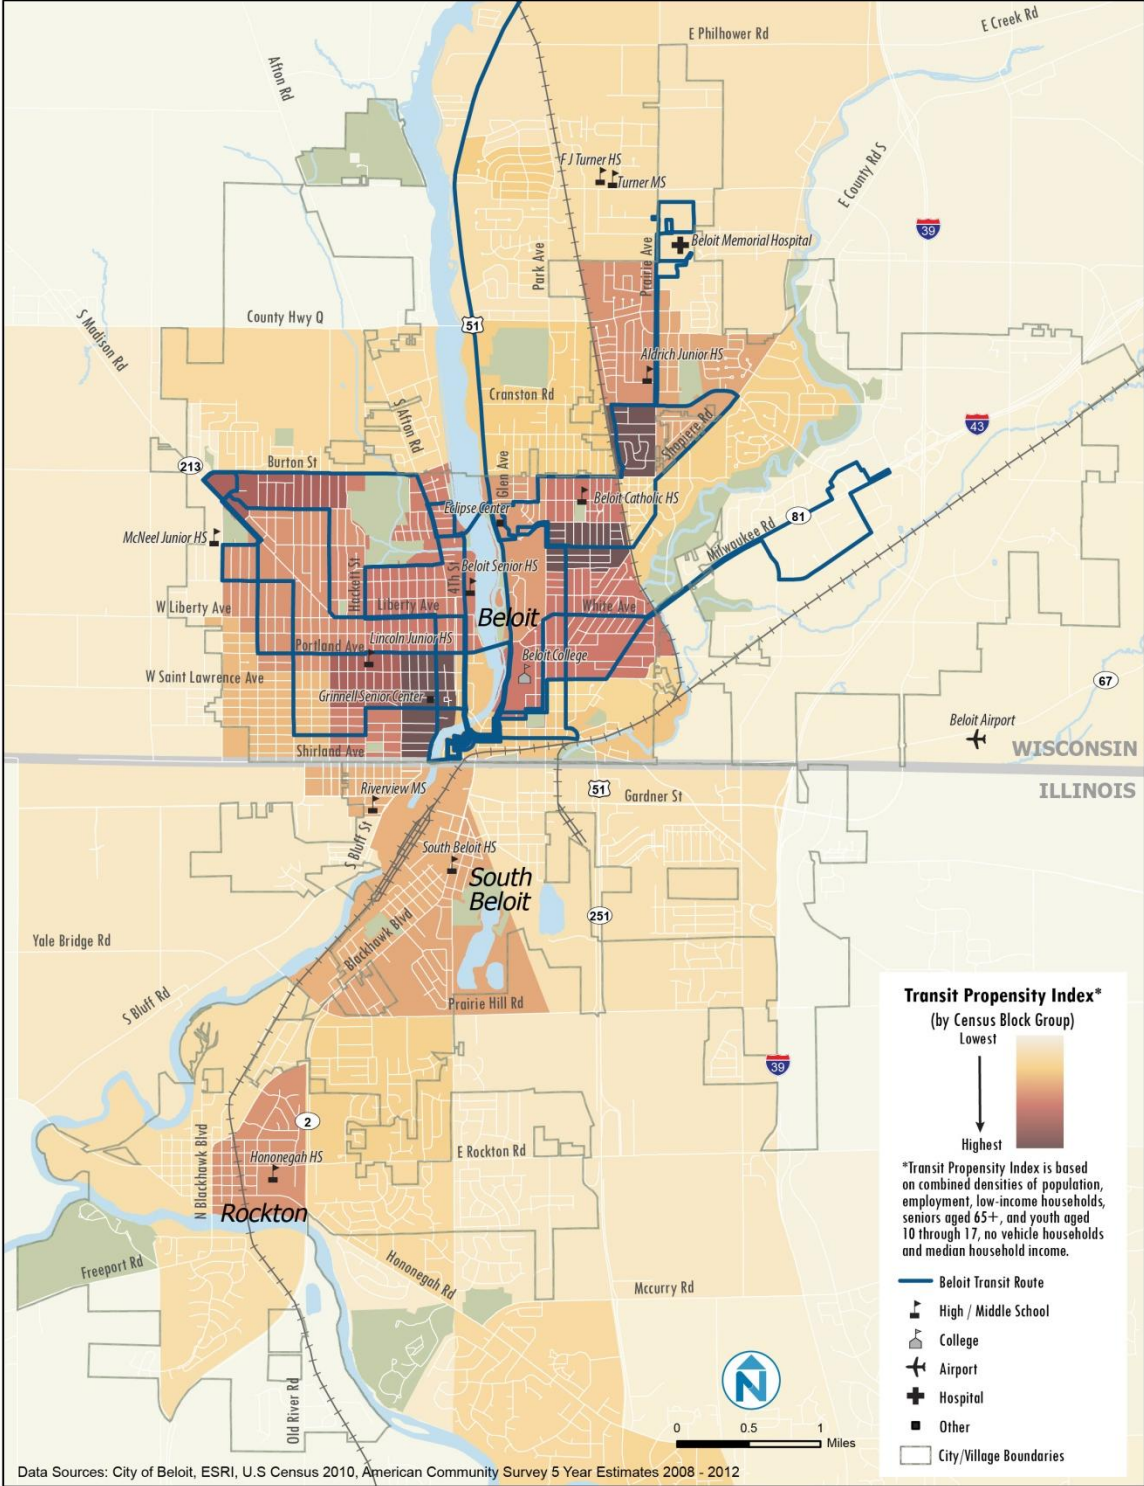 E Philhower Rd
E Creek Rd
Afton Rd
F J Turner HS
Turner MS
E County Rd S
39
Beloit Memorial Hospital
Park Ave
Prairie Ave
County Hwy Q
51
S Madison Rd
Aldrich Junior HS
Cranston Rd
S Afton Rd
Shopiere Rd
43
213
Burton St
Glen Ave
Eclipse Center
Beloit Catholic HS
81
Milwaukee Rd
McNeel Junior HS
Hackett St
4Th St
Beloit Senior HS
W Liberty Ave
Liberty Ave
White Ave
Beloit
Portland Ave
Lincoln Junior HS
Beloit College
W Saint Lawrence Ave
Grinnell Senior Center
67
Beloit Airport
Shirland Ave
WISCONSIN
ILLINOIS
Riverview MS
51
Gardner St
S Bluff St
South Beloit HS
South
Beloit
251
Blackhawk Blvd
Yale Bridge Rd
S Bluff Rd
Prairie Hill Rd
39
2
N Blackhawk Blvd
Hononegah HS
E Rockton Rd
Rockton
Freeport Rd
Hononegah Rd
Mccurry Rd
Old River Rd
Transit Propensity Index*
(by Census Block Group)
Lowest
Highest
*Transit Propensity Index is based
on combined densities of population,
employment, low-income households,
seniors aged 65+, and youth aged
10 through 17, no vehicle households
and median household income.
Beloit Transit Route
High / Middle School
College
Airport
Hospital
Other
City/Village Boundaries
N
0 0.5 1
Miles
Data Sources: City of Beloit, ESRI, U.S Census 2010, American Community Survey 5 Year Estimates 2008 - 2012